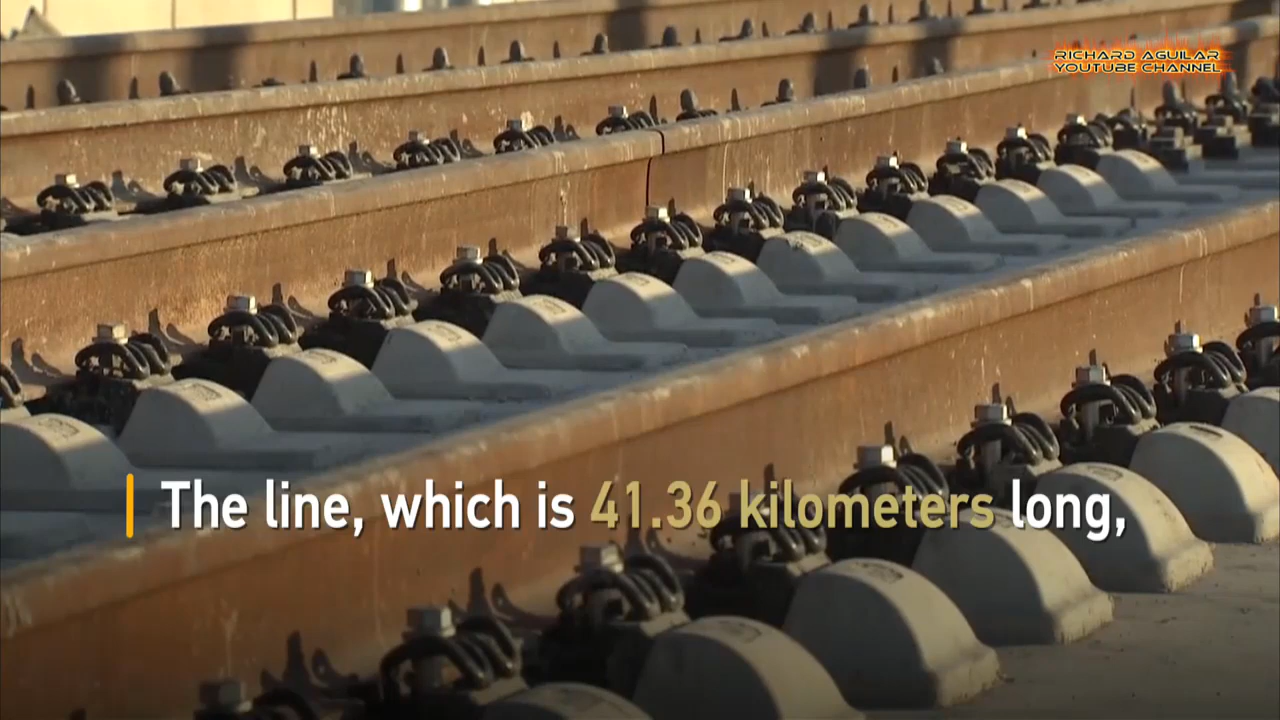 RICHARD AGUILAR
YOUTUBE CHANNEL
The line, which is 41.36 kilometers long,